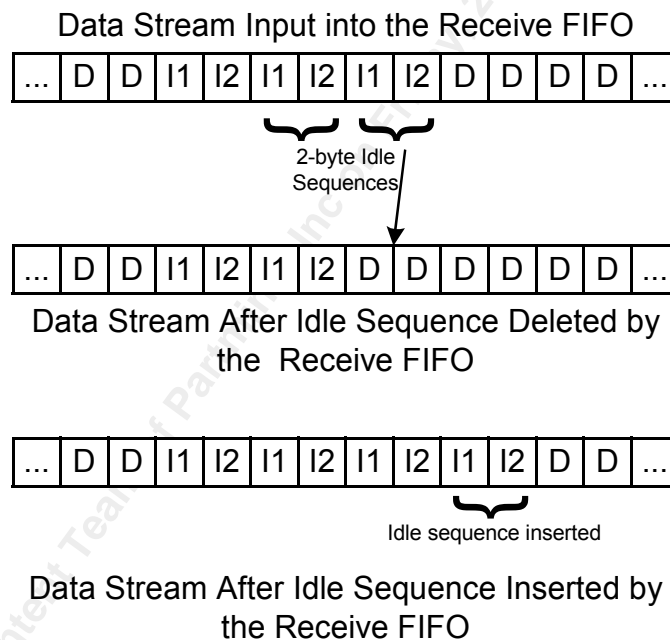 Data Stream Input into the Receive FIFO
... D D I1 I2 I1 I2 I1 I2 D D D D ...
2-byte Idle
Sequences
... D D I1 I2 I1 I2 D D D D D D ...
Data Stream After Idle Sequence Deleted by
the Receive FIFO
... D D I1 I2 I1 I2 I1 I2 I1 I2 D D ...
Idle sequence inserted
Data Stream After Idle Sequence Inserted by
the Receive FIFO